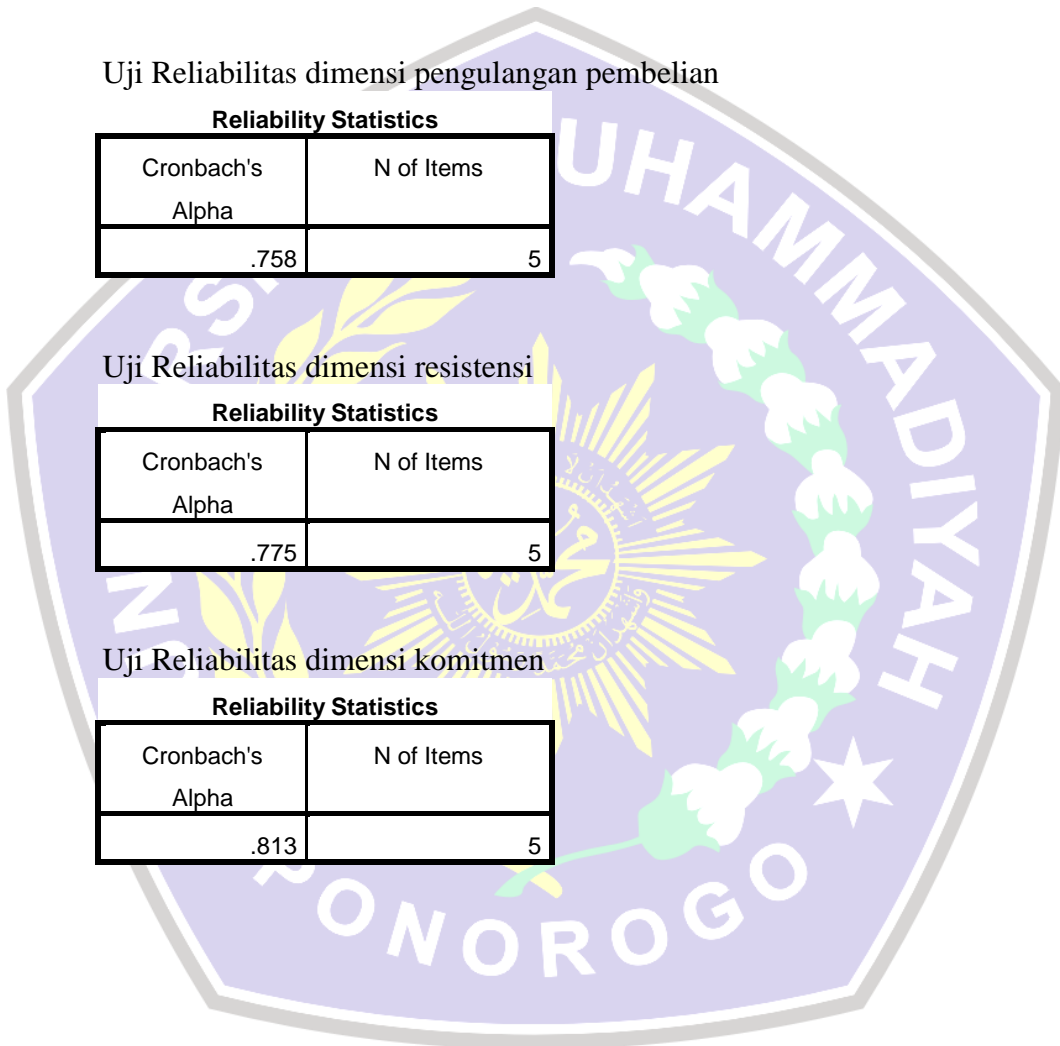 Uji Reliabilitas dimensi pengulangan pembelian
Reliability Statistics
Cronbach's Alpha N of Items
.758 5
Uji Reliabilitas dimensi resistensi
Reliability Statistics
Cronbach's Alpha N of Items
.775 5
Uji Reliabilitas dimensi komitmen
Reliability Statistics
Cronbach's Alpha N of Items
.813 5
UHAMMADIYAH
PONOROGO